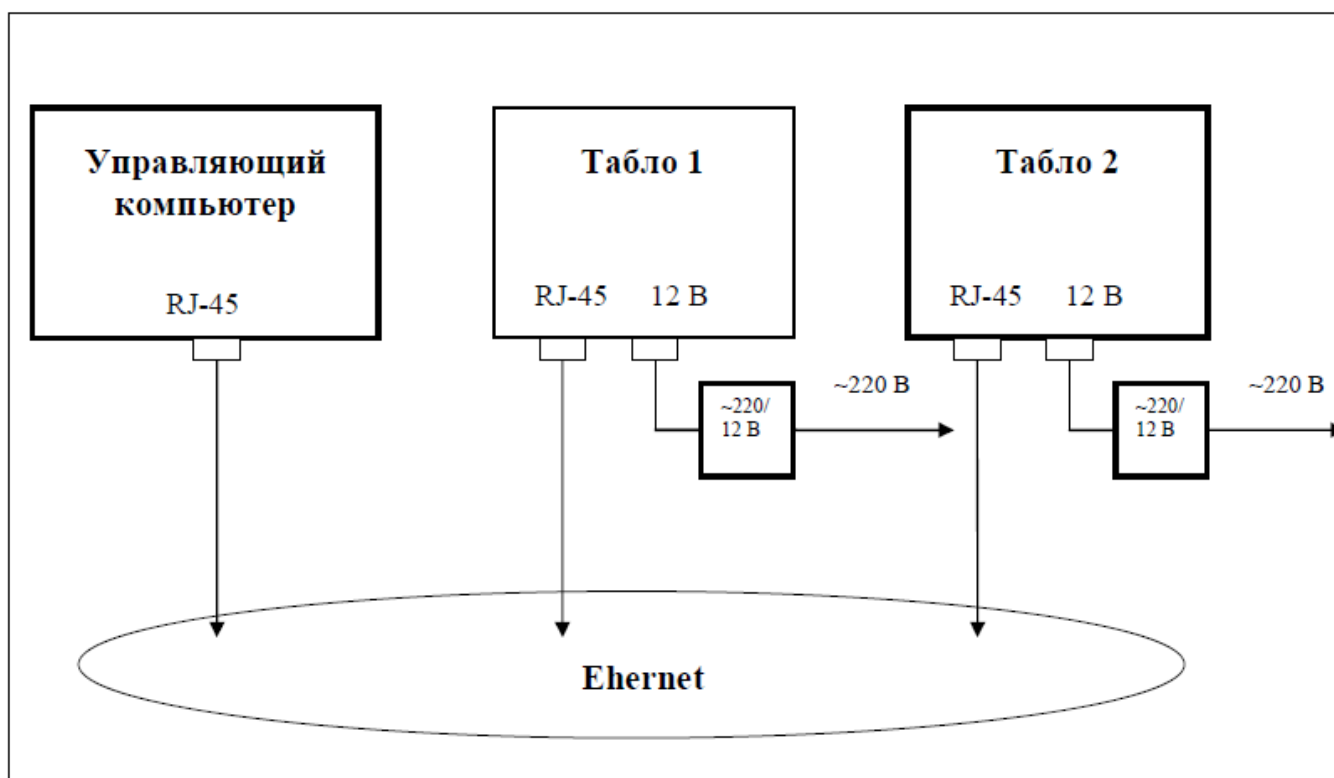 Управляющий
компьютер
RJ-45
Табло 1
RJ-45 12 В
~220/
12 В
~220 В
Табло 2
RJ-45 12 В
~220/
12 В
~220 В
Ehernet